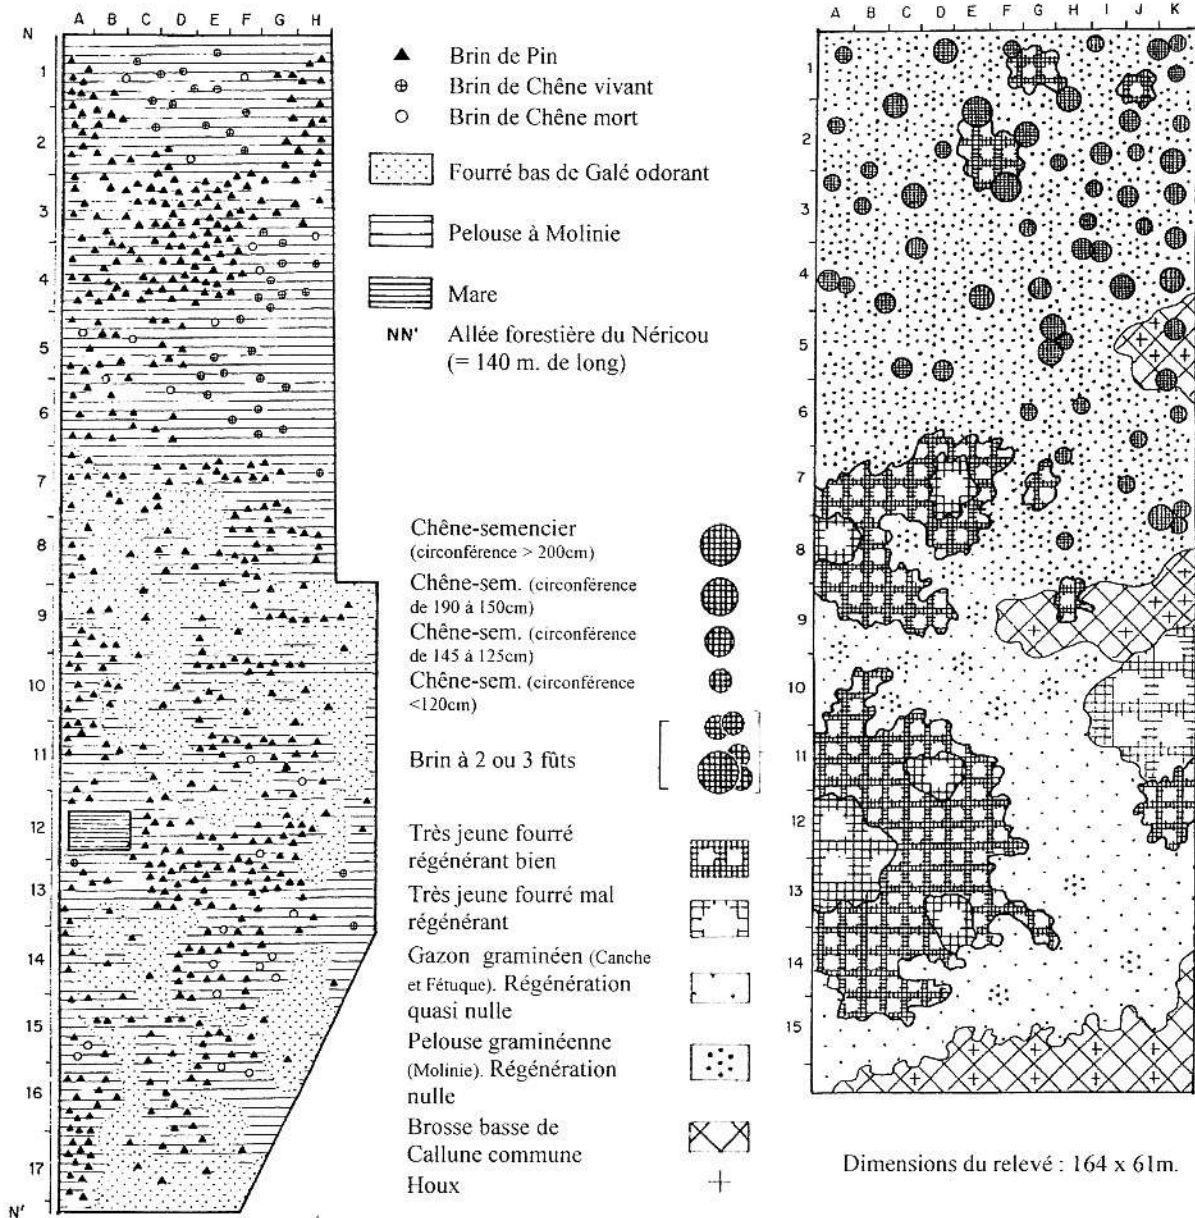 A B C D E F G H
N
1
2
3
4
5
6
7
8
9
10
11
12
13
14
15
16
17
N'
Brin de Pin
Brin de Chêne vivant
Brin de Chêne mort
Fourré bas de Galé odorant
Pelouse à Molinie
Mare
NN' Allée forestière du Néricou
(= 140 m. de long)
Chêne-semencier
(circonférence > 200cm)
Chêne-sem. (circonférence
de 190 à 150cm)
Chêne-sem. (circonférence
de 145 à 125cm)
Chêne-sem. (circonférence
<120cm)
Brin à 2 ou 3 fûts
Très jeune fourré
régénérant bien
Très jeune fourré mal
régénérant
Gazon graminéen (Canche
et Fétuque). Régénération
quasi nulle
Pelouse graminéenne
(Molinie). Régénération
nulle
Brosse basse de
Callune commune
Houx
A B C D E F G H I J K
1
2
3
4
5
6
7
8
9
10
11
12
13
14
15
Dimensions du relevé : 164 x 61m.